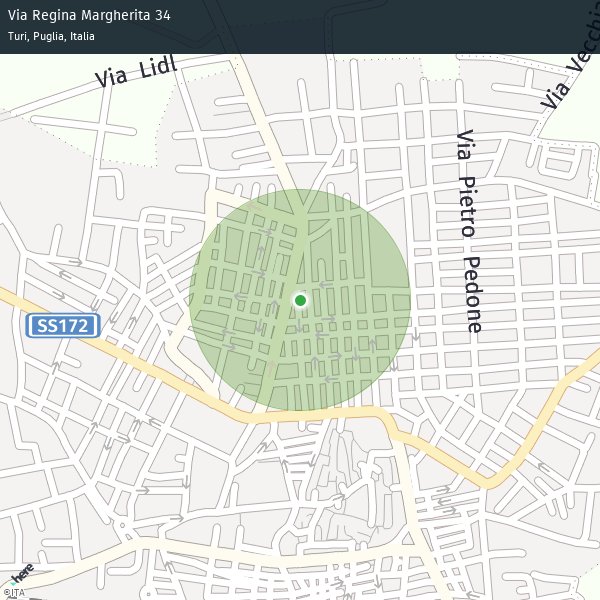 Via Regina Margherita 34
Turi, Puglia, Italia
Via Lidl
Via Vecchia
Via Pietro Pedone
SS172
here
©ITA